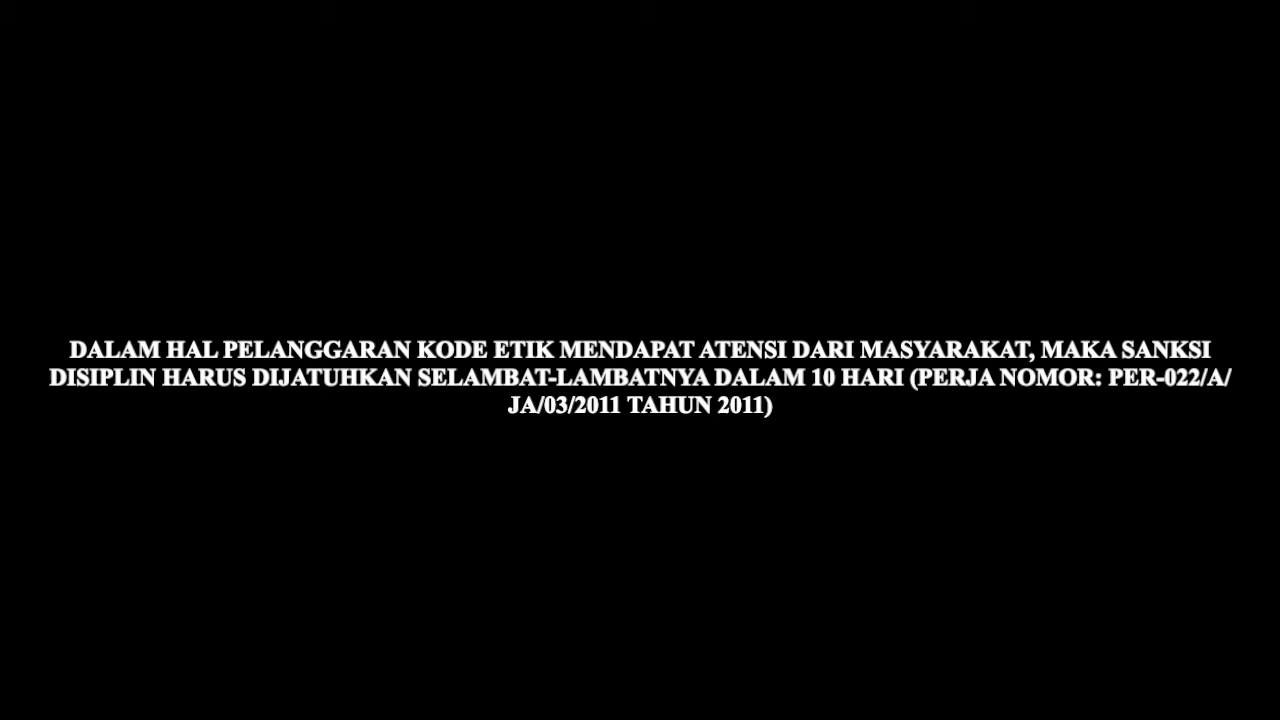 DALAM HAL PELANGGARAN KODE ETIK MENDAPAT ATENSI DARI MASYARAKAT, MAKA SANKSI
DISIPLIN HARUS DIJATUHKAN SELAMBAT-LAMBATNYA DALAM 10 HARI (PERJA NOMOR: PER-022/A/
JA/03/2011 TAHUN 2011)